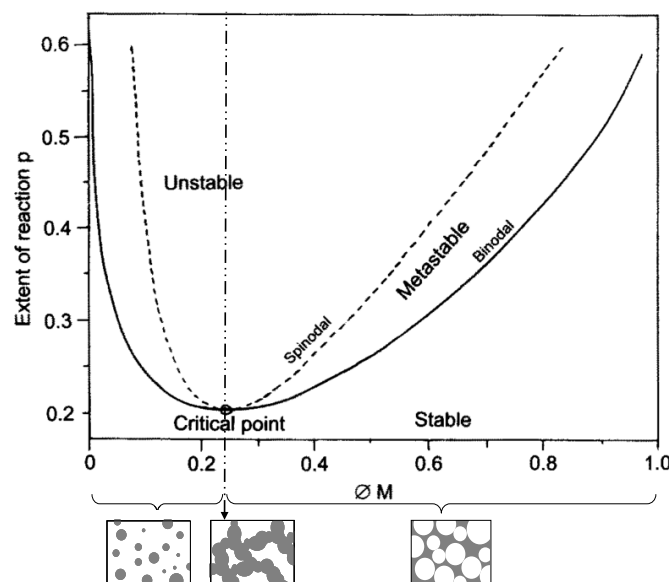 0.6
0.5
0.4
0.3
0.2
Extent of reaction p
Unstable
Metastable
Binodal
Spinodal
Critical point
Stable
0
0.2
0.4
0.6
0.8
1.0
∅ M